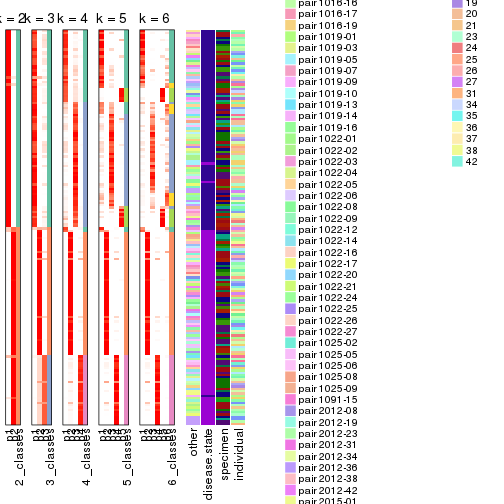 k = 2
k = 3
k = 4
k = 5
k = 6
2_classes
3_classes
4_classes
5_classes
6_classes
other
disease.state
specimen
individual
pair1016-16
pair1016-17
pair1016-19
pair1019-01
pair1019-03
pair1019-05
pair1019-07
pair1019-09
pair1019-10
pair1019-13
pair1019-14
pair1019-16
pair1022-01
pair1022-02
pair1022-03
pair1022-04
pair1022-05
pair1022-06
pair1022-08
pair1022-09
pair1022-12
pair1022-14
pair1022-16
pair1022-17
pair1022-20
pair1022-21
pair1022-24
pair1022-25
pair1022-26
pair1022-27
pair1025-02
pair1025-05
pair1025-06
pair1025-08
pair1025-09
pair1091-15
pair2012-08
pair2012-19
pair2012-23
pair2012-31
pair2012-34
pair2012-36
pair2012-38
pair2012-42
pair2015-01
19
20
21
23
24
25
26
27
31
34
35
36
37
38
42